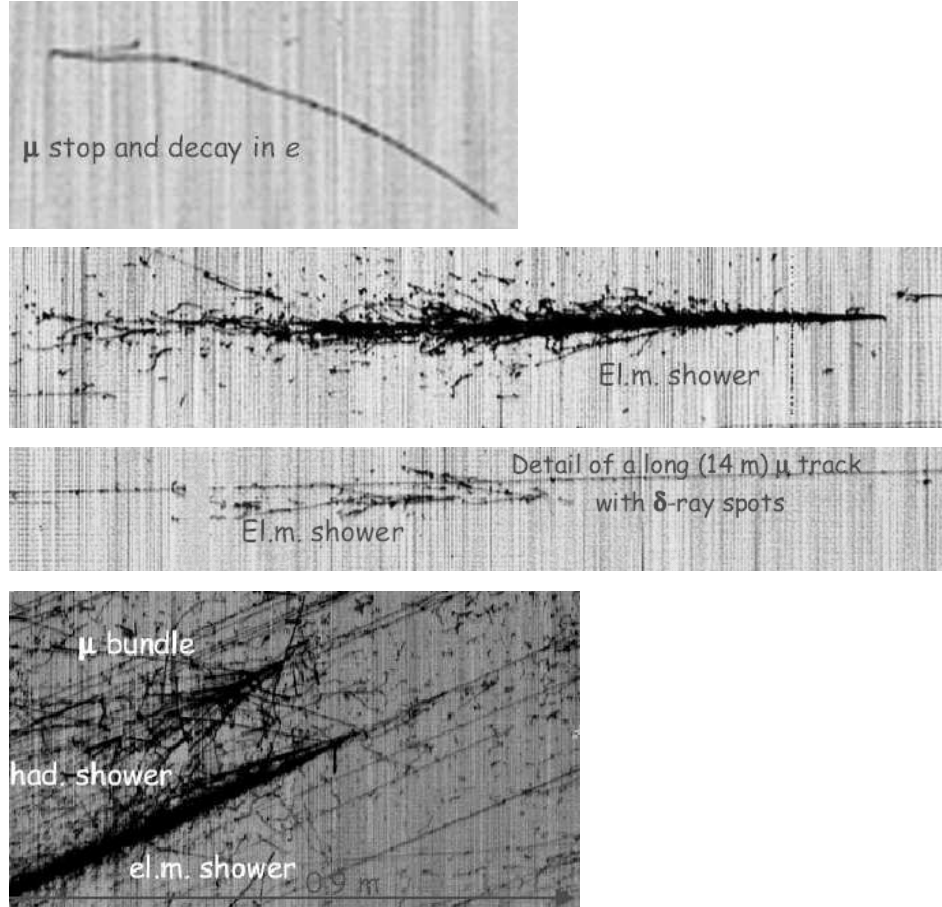 μ stop and decay in e
El.m. shower
Detail of a long (14 m) μ track
with δ-ray spots
El.m. shower
μ bundle
had. shower
el.m. shower
0.9 m